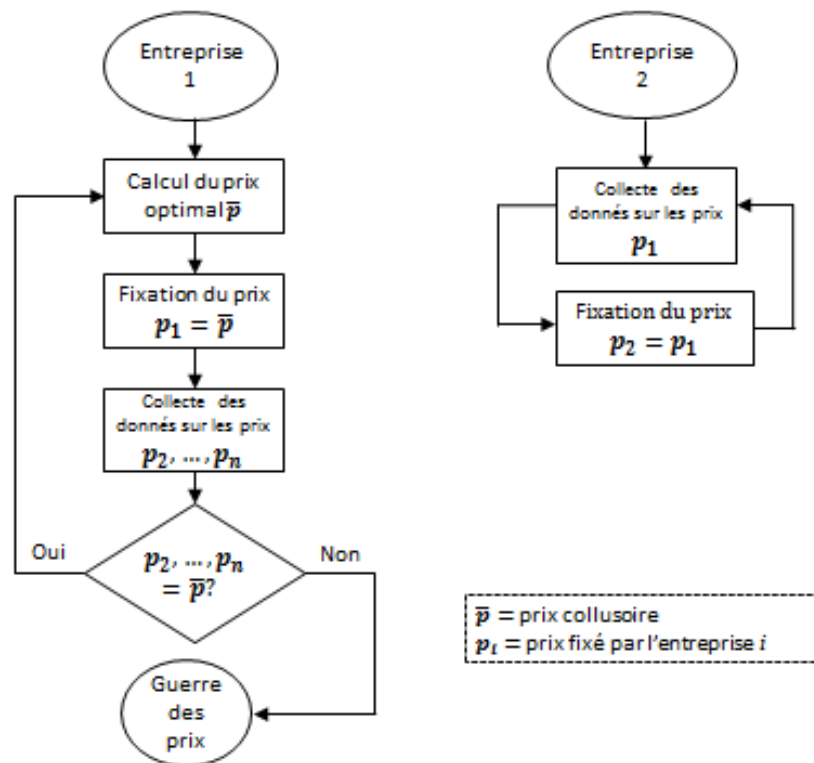 Entreprise
1
Calcul du prix
optimal p̅
Fixation du prix
p₁ = p̅
Collecte des
donnés sur les prix
p₂, …, pₙ
Oui
p₂, …, pₙ
= p̅?
Non
Guerre
des
prix
Entreprise
2
Collecte des
donnés sur les prix
p₁
Fixation du prix
p₂ = p₁
p̅ = prix collusoire
pᵢ = prix fixé par l'entreprise i